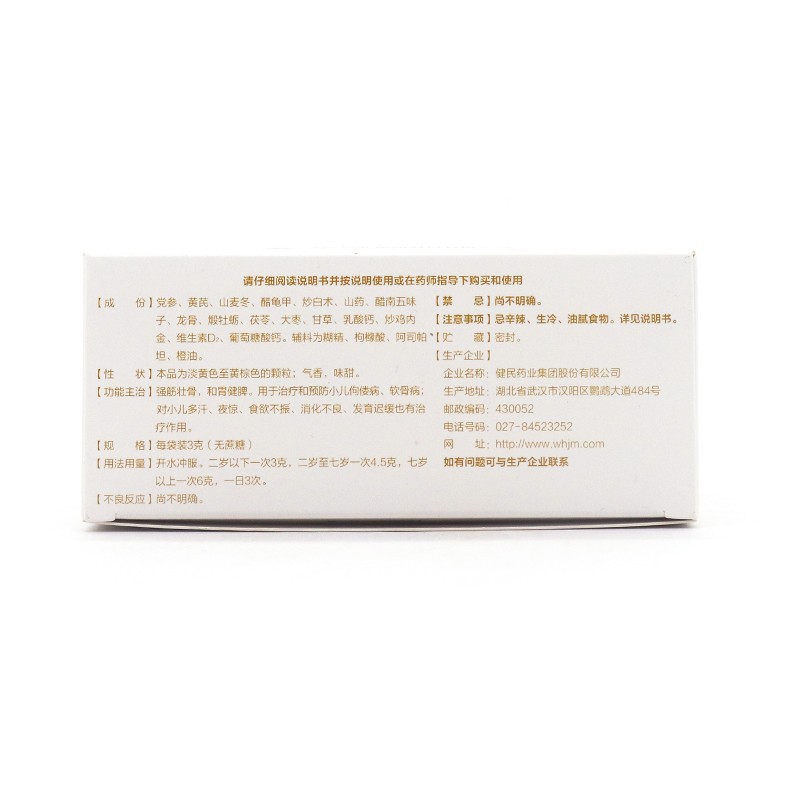 请仔细阅读说明书并按说明使用或在药师指导下购买和使用
【成　份】党参、黄芪、山麦冬、醋龟甲、炒白术、山药、醋南五味
子、龙骨、煅牡蛎、茯苓、大枣、甘草、乳酸钙、炒鸡内
金、维生素D₂、葡萄糖酸钙。辅料为糊精、枸橼酸、阿司帕
坦、橙油。
【性　状】本品为淡黄色至黄棕色的颗粒；气香，味甜。
【功能主治】强筋壮骨，和胃健脾。用于治疗和预防小儿佝偻病、软骨病；
对小儿多汗、夜惊、食欲不振、消化不良、发育迟缓也有治
疗作用。
【规　格】每袋装3克（无蔗糖）
【用法用量】开水冲服。二岁以下一次3克，二岁至七岁一次4.5克，七岁
以上一次6克，一日3次。
【不良反应】尚不明确。
【禁　忌】尚不明确。
【注意事项】忌辛辣、生冷、油腻食物。详见说明书。
【贮　藏】密封。
【生产企业】
企业名称：健民药业集团股份有限公司
生产地址：湖北省武汉市汉阳区鹦鹉大道484号
邮政编码：430052
电话号码：027-84523252
网　址：http://www.whjm.com
如有问题可与生产企业联系